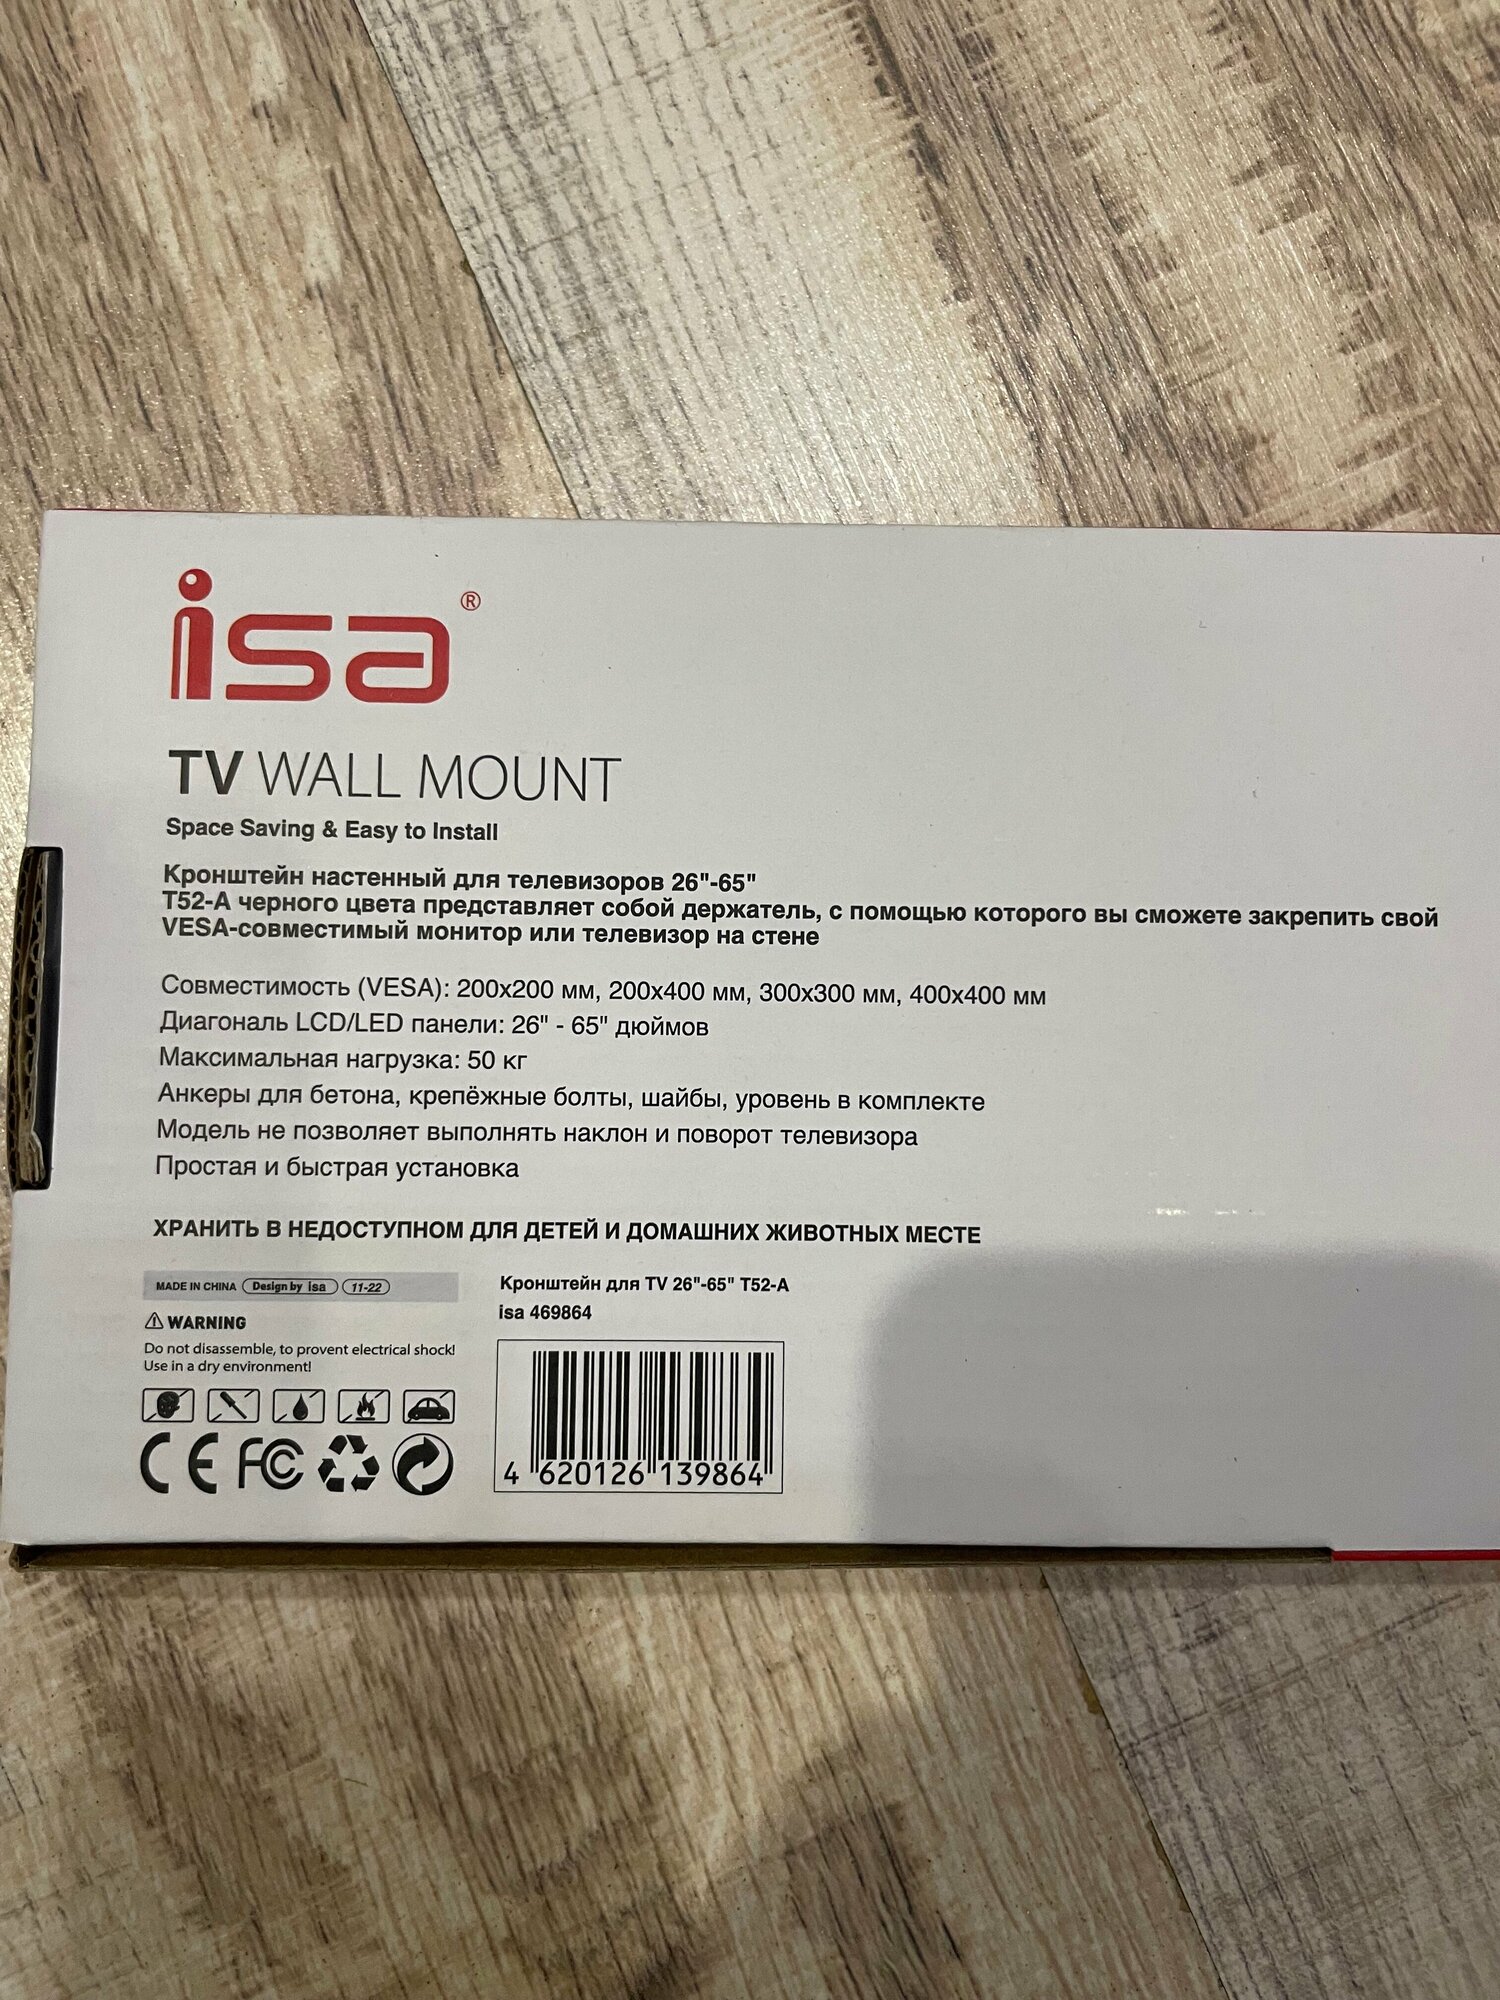 isa®
TV WALL MOUNT
Space Saving & Easy to Install
Кронштейн настенный для телевизоров 26"-65"
T52-A черного цвета представляет собой держатель, с помощью которого вы сможете закрепить свой
VESA-совместимый монитор или телевизор на стене
Совместимость (VESA): 200x200 мм, 200x400 мм, 300x300 мм, 400x400 мм
Диагональ LCD/LED панели: 26" - 65" дюймов
Максимальная нагрузка: 50 кг
Анкеры для бетона, крепёжные болты, шайбы, уровень в комплекте
Модель не позволяет выполнять наклон и поворот телевизора
Простая и быстрая установка
ХРАНИТЬ В НЕДОСТУПНОМ ДЛЯ ДЕТЕЙ И ДОМАШНИХ ЖИВОТНЫХ МЕСТЕ
MADE IN CHINA Design by isa 11-22
WARNING
Do not disassemble, to provent electrical shock!
Use in a dry environment!
CE FC
Кронштейн для TV 26"-65" T52-A
isa 469864
4 620126 139864